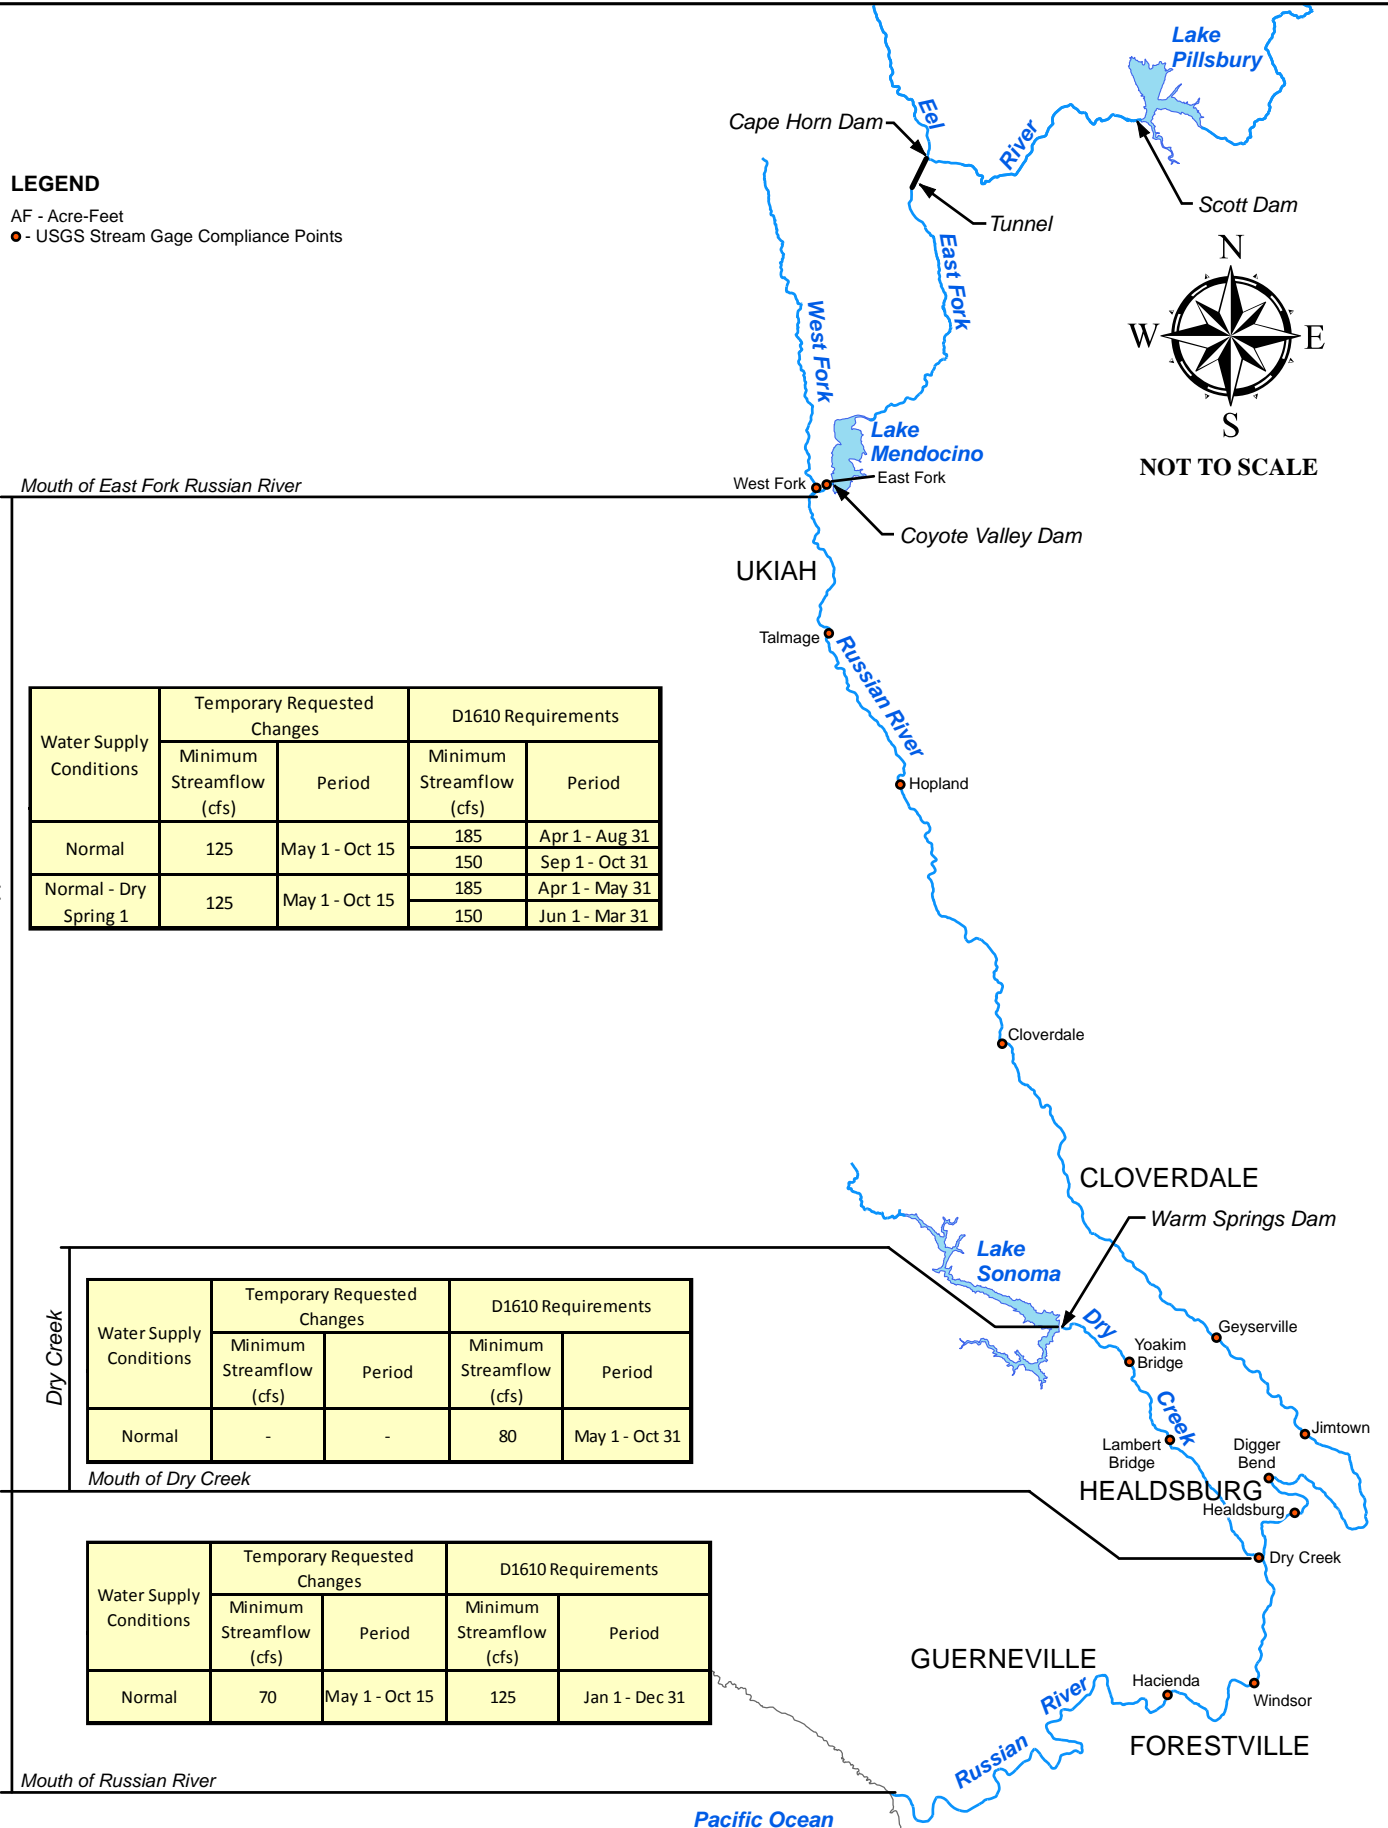 Lake
Pillsbury
Eel
River
Cape Horn Dam
Scott Dam
Tunnel
LEGEND
AF - Acre-Feet
- USGS Stream Gage Compliance Points
East Fork
West Fork
N
W
E
S
NOT TO SCALE
Lake
Mendocino
Mouth of East Fork Russian River
West Fork
East Fork
Coyote Valley Dam
UKIAH
Talmage
Russian River
Hopland
Water Supply
Conditions
Temporary Requested
Changes
D1610 Requirements
Minimum
Streamflow
(cfs)
Period
Minimum
Streamflow
(cfs)
Period
Normal
125
May 1 - Oct 15
185
Apr 1 - Aug 31
150
Sep 1 - Oct 31
Normal - Dry
Spring 1
125
May 1 - Oct 15
185
Apr 1 - May 31
150
Jun 1 - Mar 31
Cloverdale
CLOVERDALE
Warm Springs Dam
Lake
Sonoma
Dry
Creek
Geyserville
Yoakim
Bridge
Jimtown
Lambert
Bridge
Digger
Bend
HEALDSBURG
Healdsburg
Dry Creek
Dry Creek
Water Supply
Conditions
Temporary Requested
Changes
D1610 Requirements
Minimum
Streamflow
(cfs)
Period
Minimum
Streamflow
(cfs)
Period
Normal
-
-
80
May 1 - Oct 31
Mouth of Dry Creek
Water Supply
Conditions
Temporary Requested
Changes
D1610 Requirements
Minimum
Streamflow
(cfs)
Period
Minimum
Streamflow
(cfs)
Period
Normal
70
May 1 - Oct 15
125
Jan 1 - Dec 31
GUERNEVILLE
Hacienda
Windsor
FORESTVILLE
Russian
River
Mouth of Russian River
Pacific Ocean